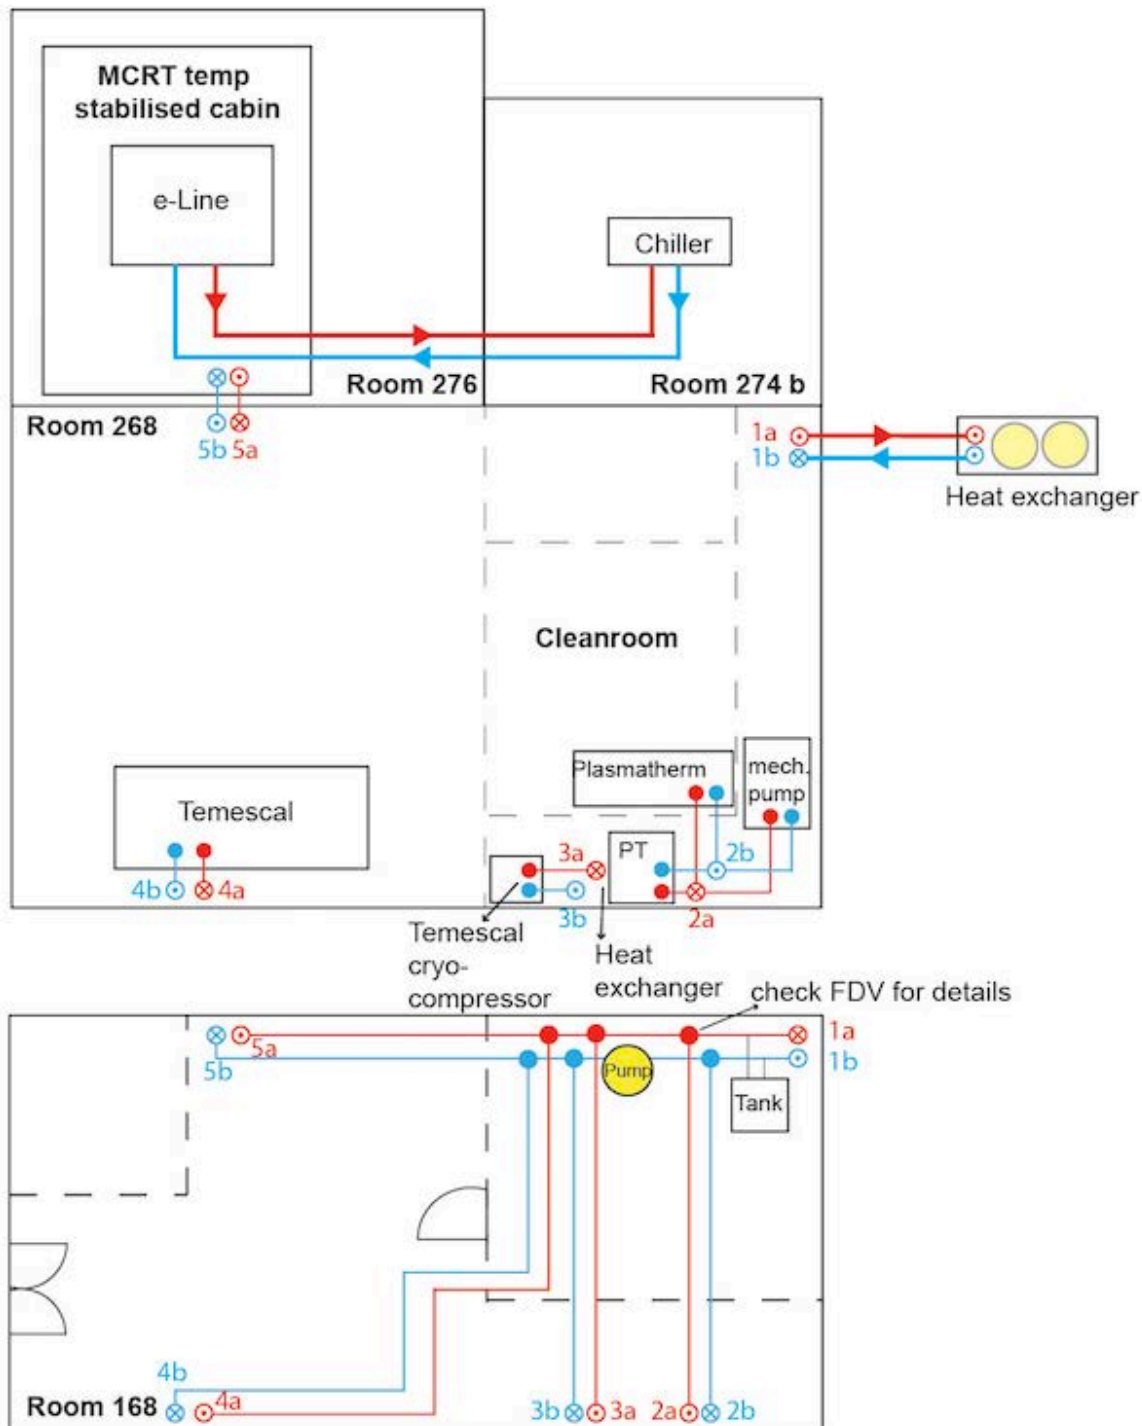 MCRT temp
stabilised cabin
e-Line
Chiller
Room 276
Room 274 b
Room 268
5b
5a
1a
1b
Heat exchanger
Cleanroom
Plasmatherm
mech.
pump
Temescal
4b
4a
3a
3b
PT
2b
2a
Temescal
cryo-
compressor
Heat
exchanger
check FDV for details
5b
5a
1a
1b
Pump
Tank
4b
4a
Room 168
3b
3a
2a
2b